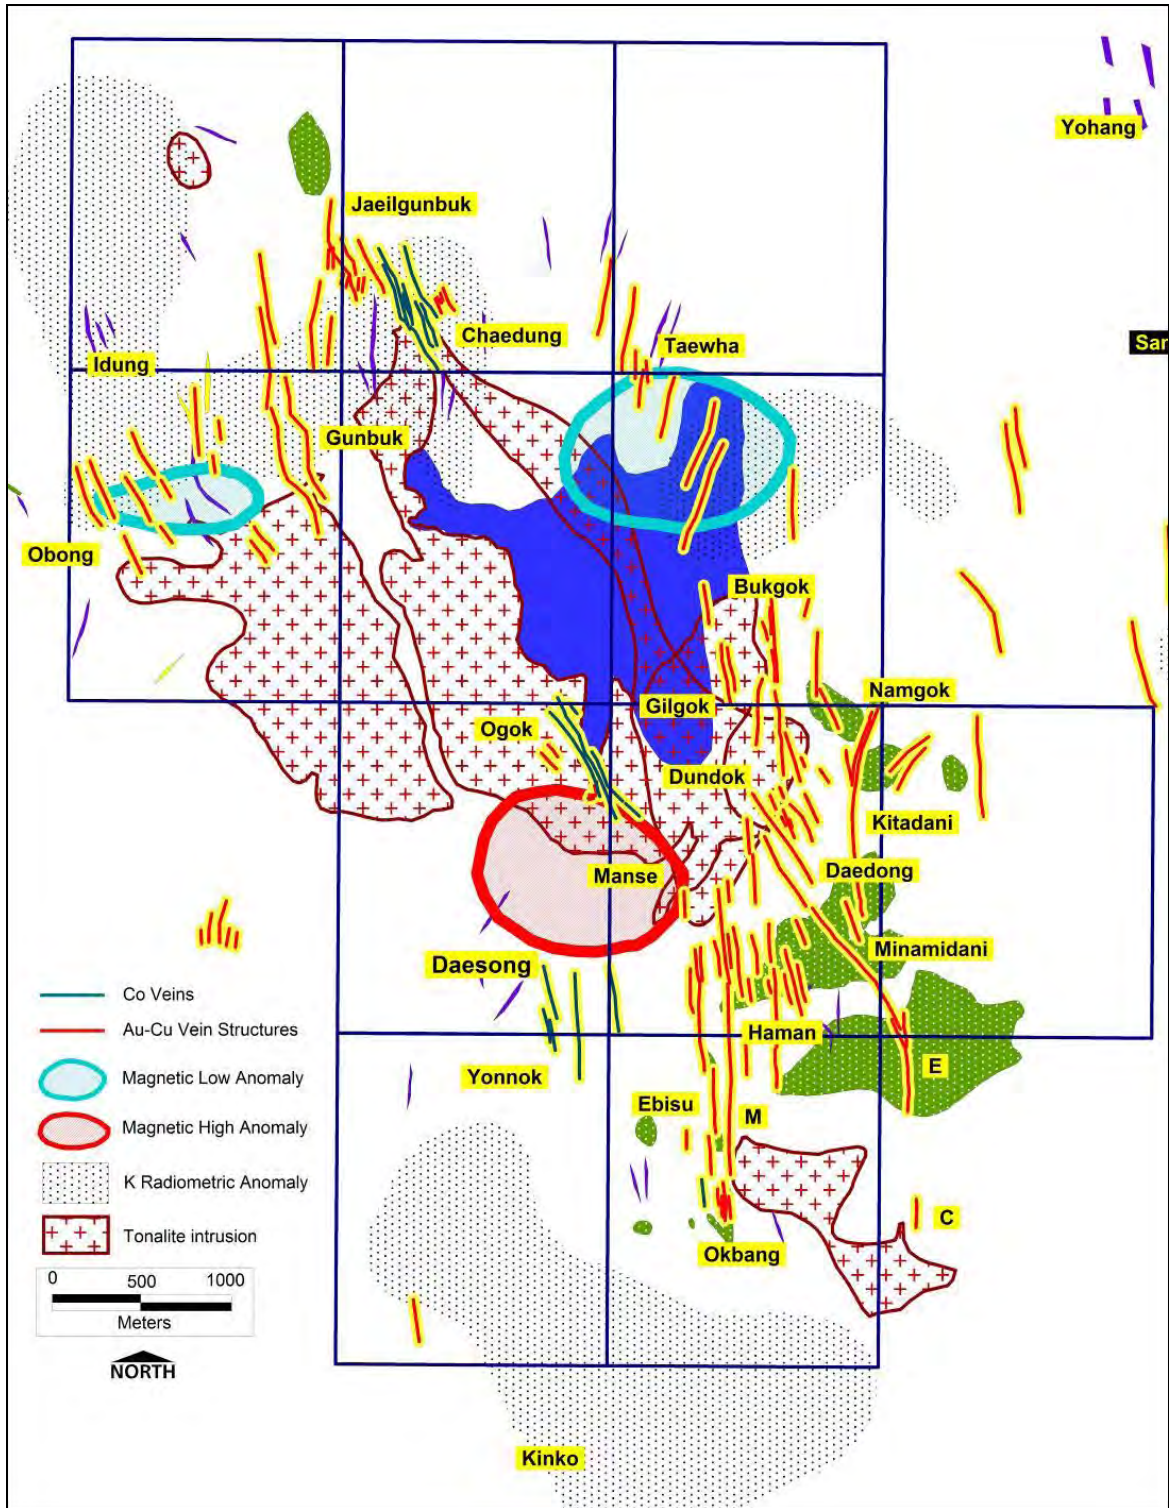 Yohang
Jaeilgunbuk
Chaedung
Taewha
Sar
Idung
Gunbuk
Obong
Bukgok
Namgok
Gilgok
Ogok
Dundok
Kitadani
Manse
Daedong
Minamidani
Daesong
Haman
E
Yonnok
Ebisu
M
C
Okbang
Kinko
Co Veins
Au-Cu Vein Structures
Magnetic Low Anomaly
Magnetic High Anomaly
K Radiometric Anomaly
Tonalite intrusion
0 500 1000
Meters
NORTH